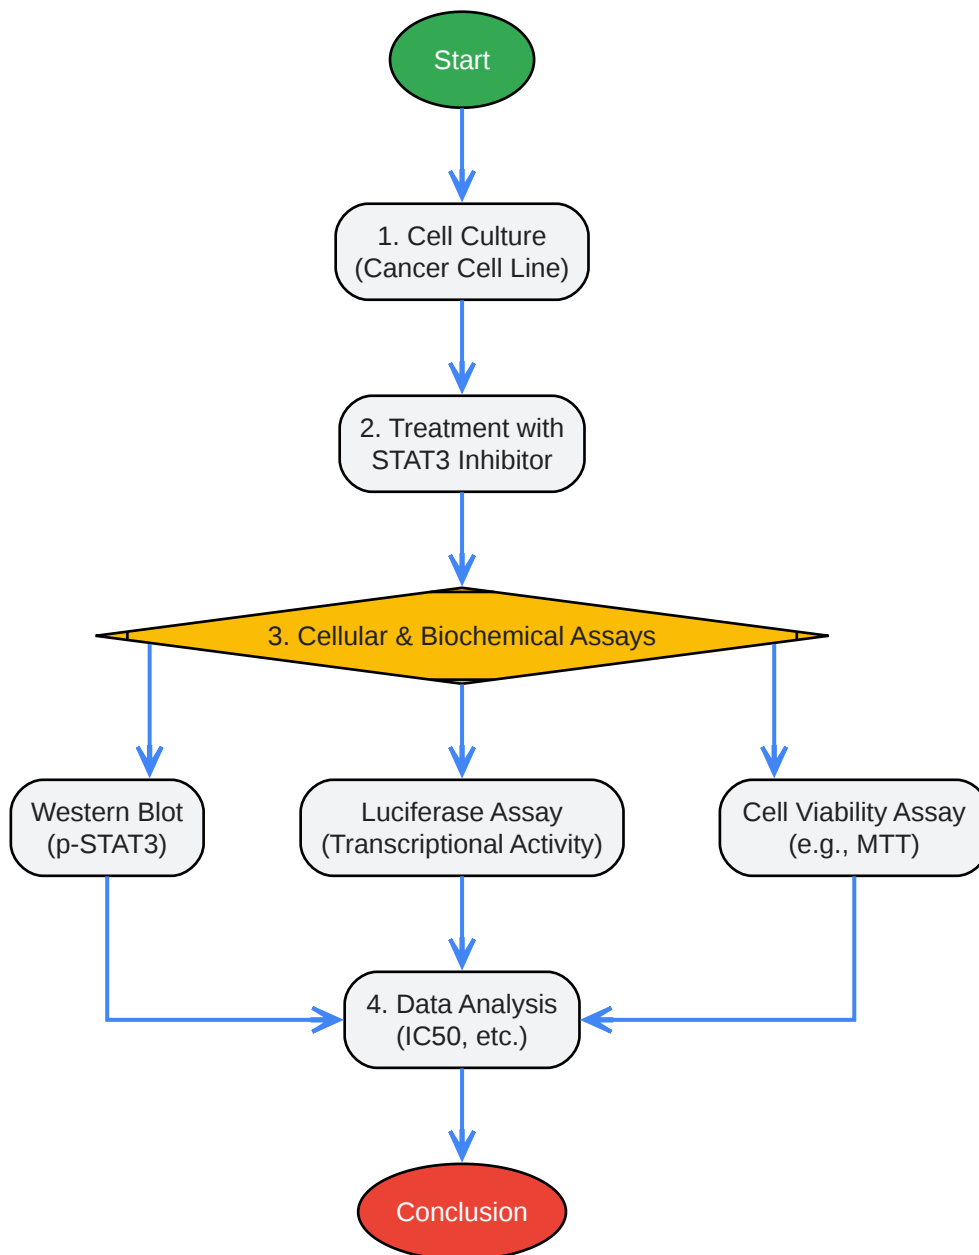 Start
1. Cell Culture
(Cancer Cell Line)
2. Treatment with
STAT3 Inhibitor
3. Cellular & Biochemical Assays
Western Blot
(p-STAT3)
Luciferase Assay
(Transcriptional Activity)
Cell Viability Assay
(e.g., MTT)
4. Data Analysis
(IC50, etc.)
Conclusion